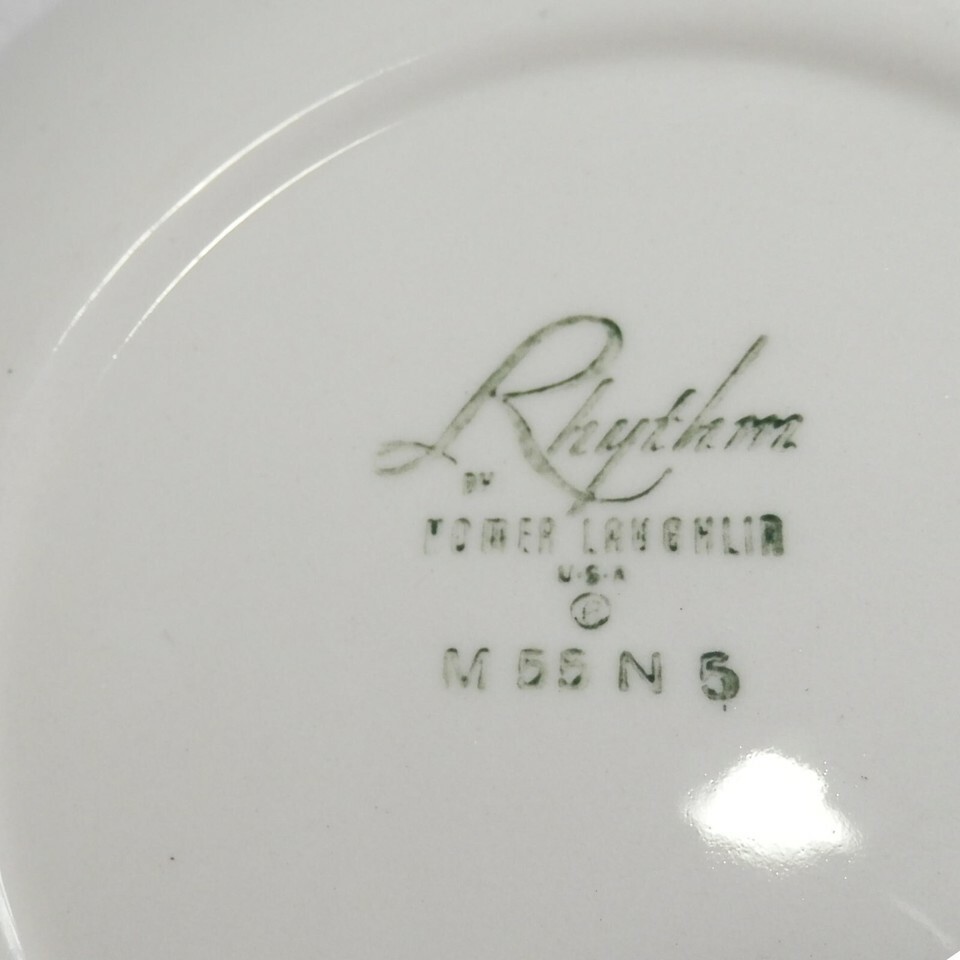 Rhythm
BY
HOMER LAUGHLIN
U.S.A
Ⓟ
M 55 N 5